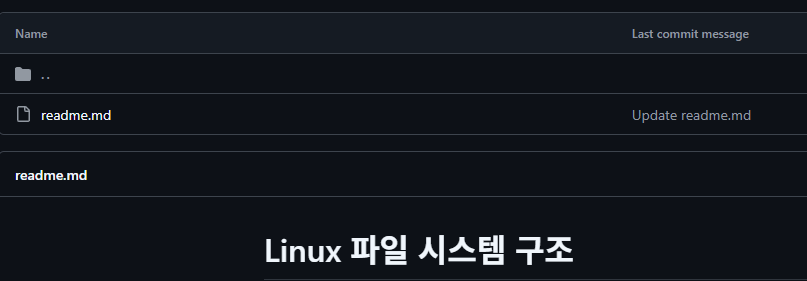 Name Last commit message
..
readme.md Update readme.md
readme.md
Linux 파일 시스템 구조